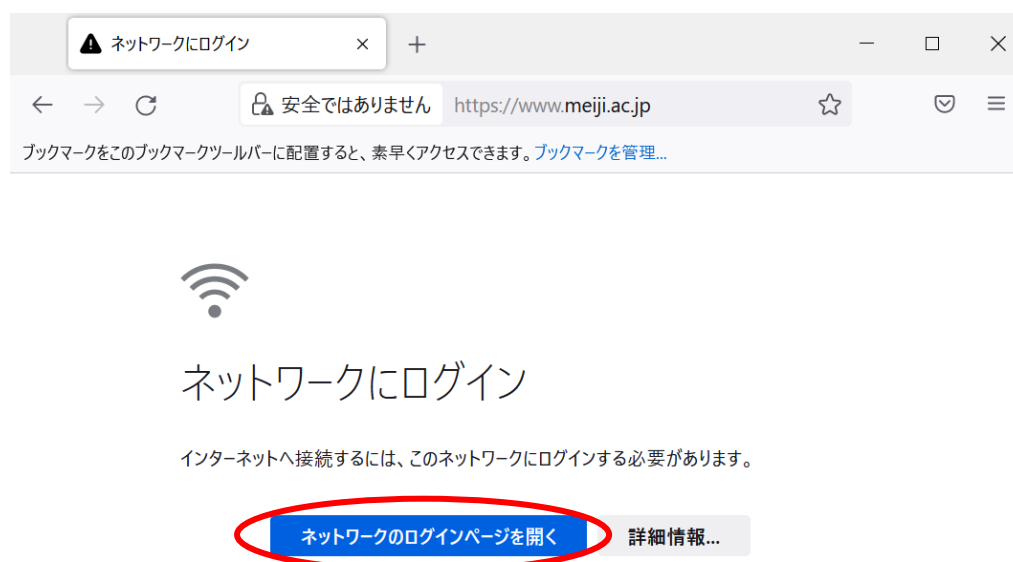 ネットワークにログイン
安全ではありません https://www.meiji.ac.jp
ブックマークをこのブックマークツールバーに配置すると、素早くアクセスできます。ブックマークを管理...
ネットワークにログイン
インターネットへ接続するには、このネットワークにログインする必要があります。
ネットワークのログインページを開く 詳細情報...